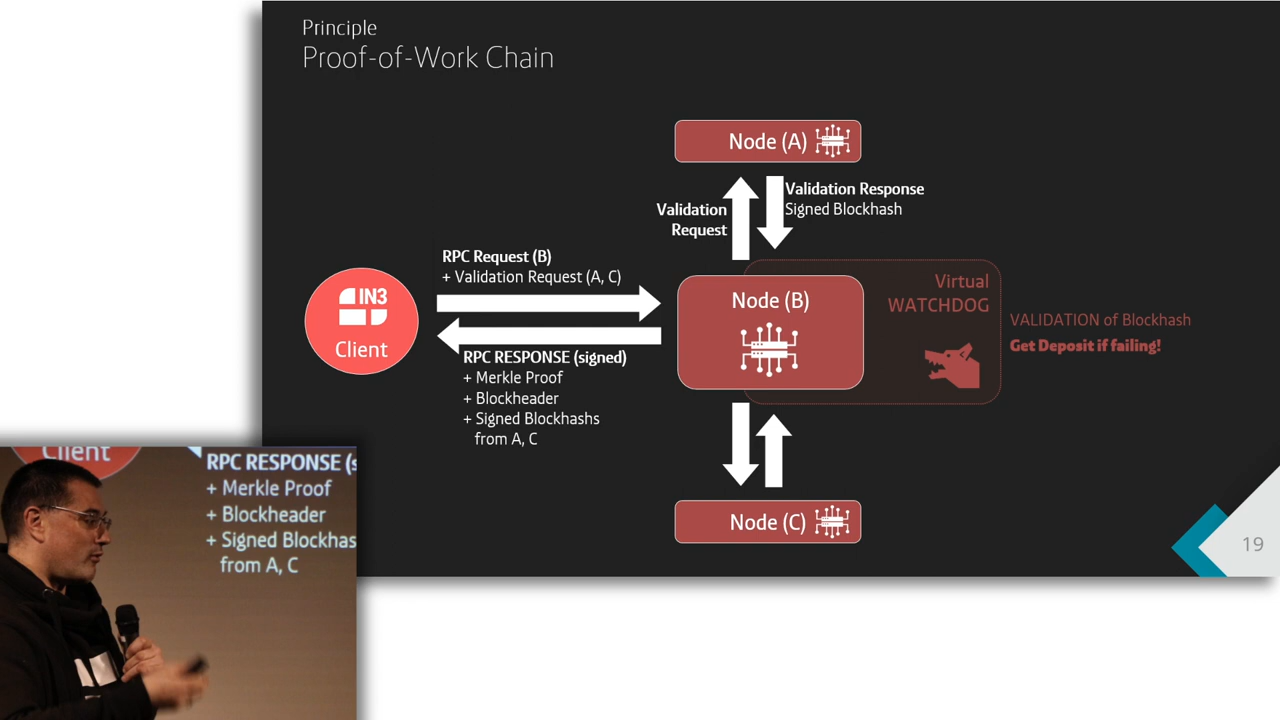 Principle
Proof-of-Work Chain
Node (A)
Validation
Request
Validation Response
Signed Blockhash
RPC Request (B)
+ Validation Request (A, C)
IN3
Client
RPC RESPONSE (signed)
+ Merkle Proof
+ Blockheader
+ Signed Blockhashs
from A, C
Node (B)
Virtual
WATCHDOG
VALIDATION of Blockhash
Get Deposit if failing!
Node (C)
19
Client
RPC RESPONSE (s
+ Merkle Proof
+ Blockheader
+ Signed Blockhas
from A, C